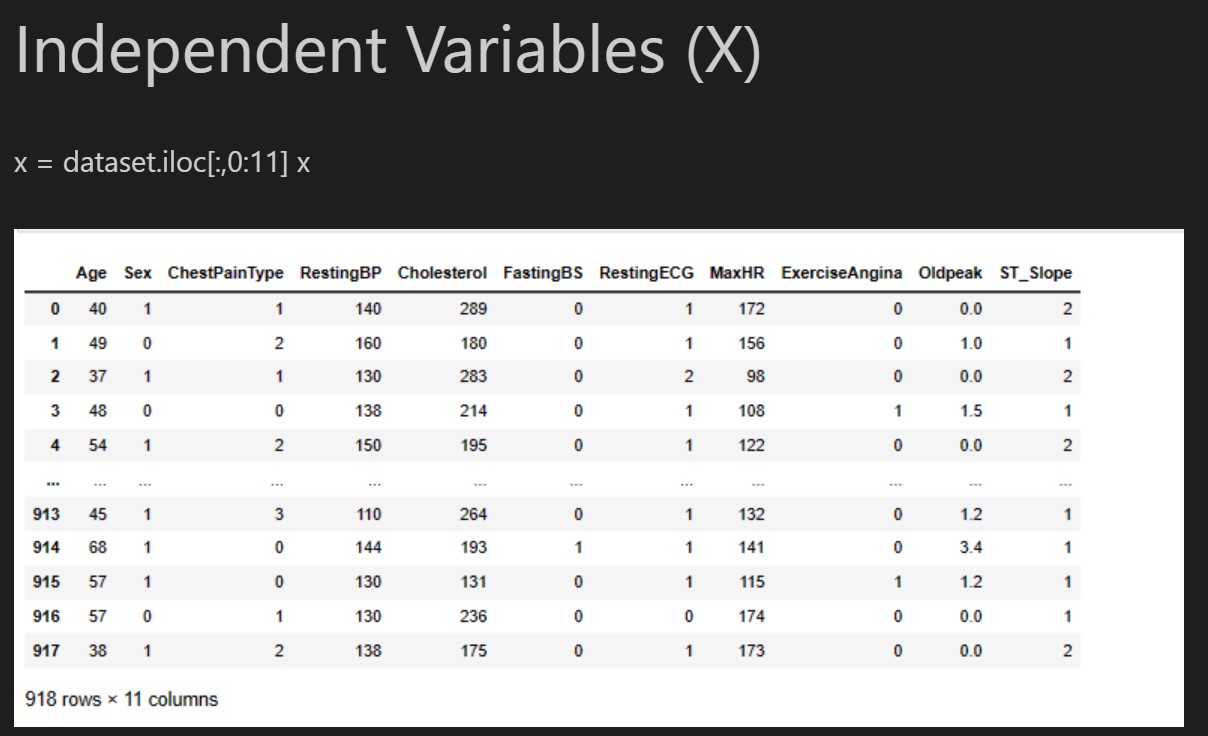 Independent Variables (X)
x = dataset.iloc[:,0:11] x
Age Sex ChestPainType RestingBP Cholesterol FastingBS RestingECG MaxHR ExerciseAngina Oldpeak ST_Slope
0 40 1 1 140 289 0 1 172 0 0.0 2
1 49 0 2 160 180 0 1 156 0 1.0 1
2 37 1 1 130 283 0 2 98 0 0.0 2
3 48 0 0 138 214 0 1 108 1 1.5 1
4 54 1 2 150 195 0 1 122 0 0.0 2
... ... ... ... ... ... ... ... ... ... ... ...
913 45 1 3 110 264 0 1 132 0 1.2 1
914 68 1 0 144 193 1 1 141 0 3.4 1
915 57 1 0 130 131 0 1 115 1 1.2 1
916 57 0 1 130 236 0 0 174 0 0.0 1
917 38 1 2 138 175 0 1 173 0 0.0 2
918 rows × 11 columns